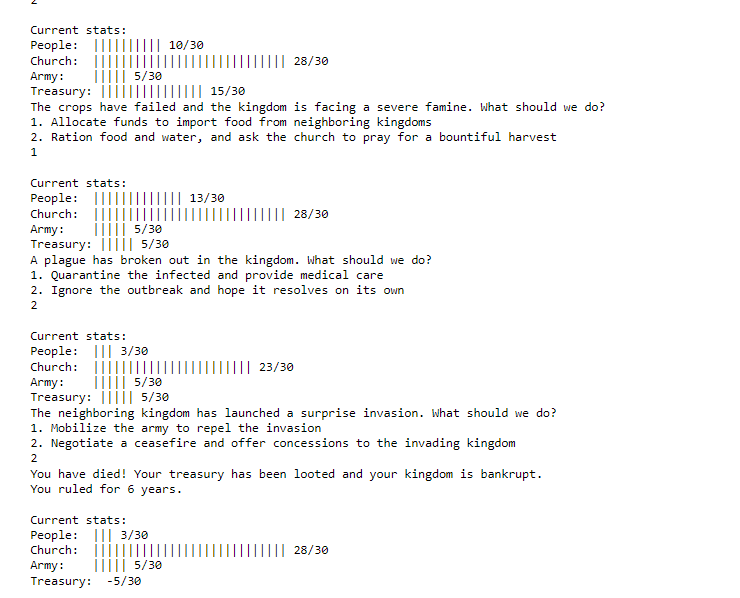 2
Current stats:
People: |||||||||| 10/30
Church: |||||||||||||||||||||||||||| 28/30
Army: ||||| 5/30
Treasury: ||||||||||||||| 15/30
The crops have failed and the kingdom is facing a severe famine. What should we do?
1. Allocate funds to import food from neighboring kingdoms
2. Ration food and water, and ask the church to pray for a bountiful harvest
1
Current stats:
People: ||||||||||||| 13/30
Church: |||||||||||||||||||||||||||| 28/30
Army: ||||| 5/30
Treasury: ||||| 5/30
A plague has broken out in the kingdom. What should we do?
1. Quarantine the infected and provide medical care
2. Ignore the outbreak and hope it resolves on its own
2
Current stats:
People: ||| 3/30
Church: ||||||||||||||||||||||| 23/30
Army: ||||| 5/30
Treasury: ||||| 5/30
The neighboring kingdom has launched a surprise invasion. What should we do?
1. Mobilize the army to repel the invasion
2. Negotiate a ceasefire and offer concessions to the invading kingdom
2
You have died! Your treasury has been looted and your kingdom is bankrupt.
You ruled for 6 years.
Current stats:
People: ||| 3/30
Church: |||||||||||||||||||||||||||| 28/30
Army: ||||| 5/30
Treasury: -5/30